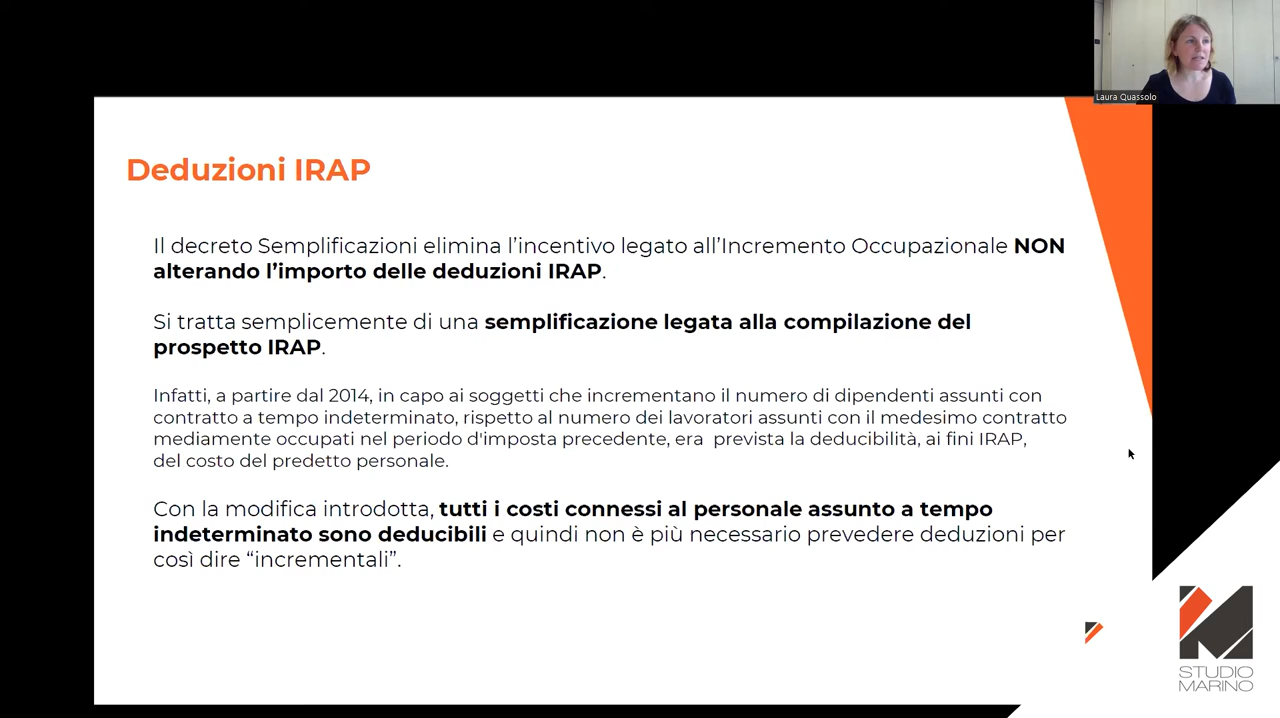 Laura Quassolo
Deduzioni IRAP
Il decreto Semplificazioni elimina l’incentivo legato all’Incremento Occupazionale NON
alterando l’importo delle deduzioni IRAP.
Si tratta semplicemente di una semplificazione legata alla compilazione del
prospetto IRAP.
Infatti, a partire dal 2014, in capo ai soggetti che incrementano il numero di dipendenti assunti con
contratto a tempo indeterminato, rispetto al numero dei lavoratori assunti con il medesimo contratto
mediamente occupati nel periodo d'imposta precedente, era prevista la deducibilità, ai fini IRAP,
del costo del predetto personale.
Con la modifica introdotta, tutti i costi connessi al personale assunto a tempo
indeterminato sono deducibili e quindi non è più necessario prevedere deduzioni per
così dire “incrementali”.
STUDIO
MARINO